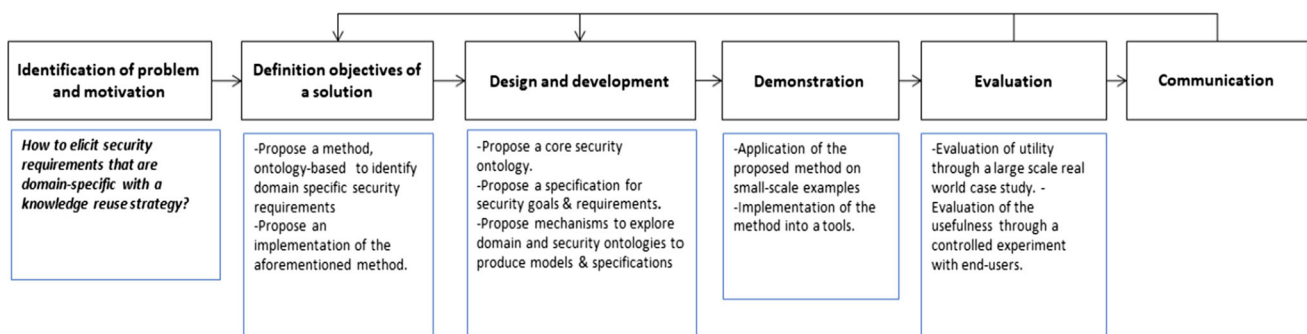 Identification of problem
and motivation
Definition objectives of
a solution
Design and development
Demonstration
Evaluation
Communication
How to elicit security
requirements that are
domain-specific with a
knowledge reuse strategy?
-Propose a method,
ontology-based to identify
domain specific security
requirements
-Propose an
implementation of the
aforementioned method.
-Propose a core security
ontology.
-Propose a specification for
security goals & requirements.
-Propose mechanisms to explore
domain and security ontologies to
produce models & specifications
-Application of the
proposed method on
small-scale examples
-Implementation of the
method into a tools.
-Evaluation of utility
through a large scale real
world case study. -
Evaluation of the
usefulness through a
controlled experiment
with end-users.